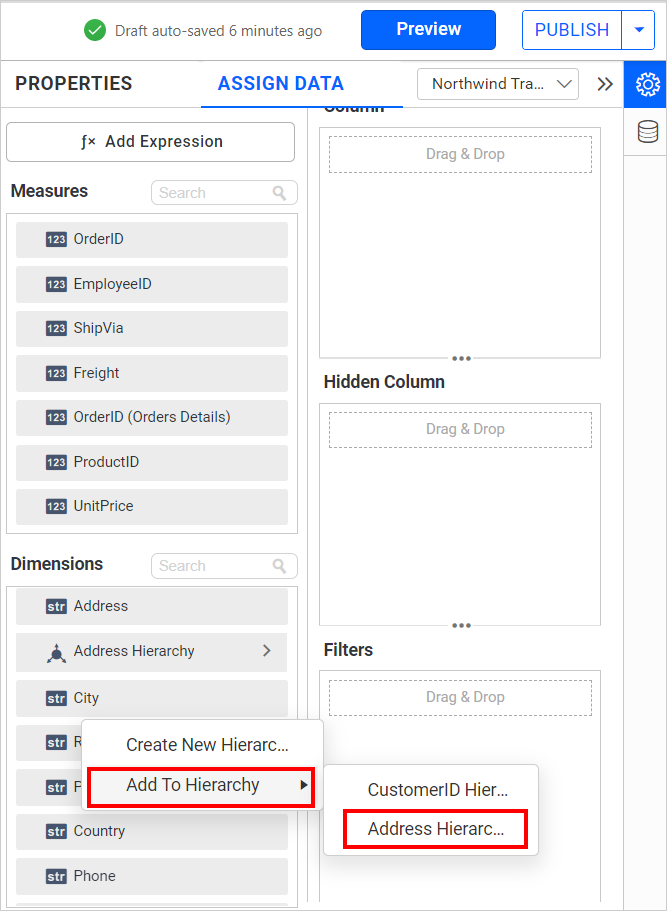 Draft auto-saved 6 minutes ago
Preview
PUBLISH
PROPERTIES
ASSIGN DATA
Northwind Tra...
ƒ× Add Expression
Measures
Search
123 OrderID
123 EmployeeID
123 ShipVia
123 Freight
123 OrderID (Orders Details)
123 ProductID
123 UnitPrice
Dimensions
Search
str Address
Address Hierarchy
str City
str R
str P
str Country
str Phone
Create New Hierarc...
Add To Hierarchy
CustomerID Hier...
Address Hierarc...
Column
Drag & Drop
Hidden Column
Drag & Drop
Filters
Drag & Drop